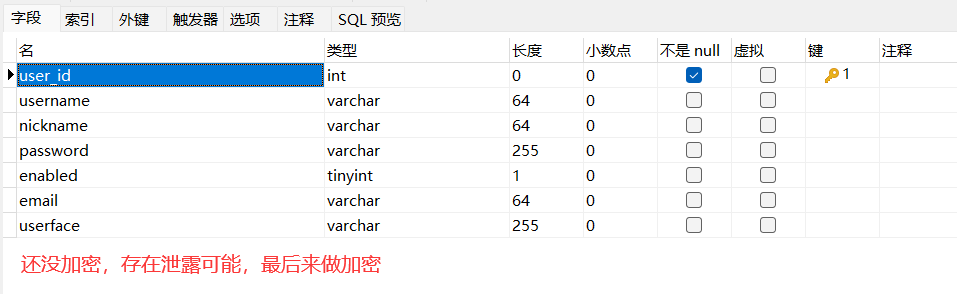 字段 索引 外键 触发器 选项 注释 SQL 预览
名 类型 长度 小数点 不是 null 虚拟 键 注释
user_id int 0 0 1
username varchar 64 0
nickname varchar 64 0
password varchar 255 0
enabled tinyint 1 0
email varchar 64 0
userface varchar 255 0
还没加密，存在泄露可能，最后来做加密